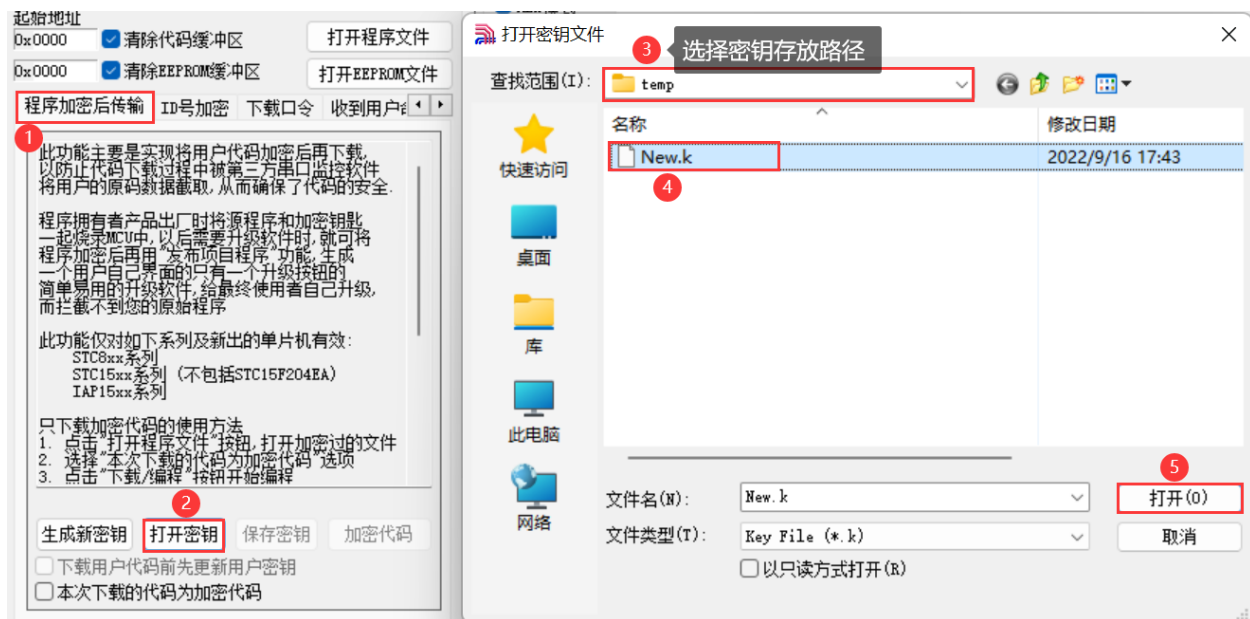 起始地址
0x0000 清除代码缓冲区 打开程序文件
0x0000 清除EEPROM缓冲区 打开EEPROM文件
程序加密后传输 ID号加密 下载口令 收到用户
1
此功能主要是实现将用户代码加密后再下载,
以防止代码下载过程中被第三方串口监控软件
将用户的原码数据截取,从而确保了代码的安全.
程序拥有者产品出厂时将源程序和加密钥匙
一起烧录MCU中,以后需要升级软件时,就可将
程序加密后再用"发布项目程序"功能,生成
一个用户自己界面的只有一个升级按钮的
简单易用的升级软件,给最终使用者自己升级,
而拦截不到您的原始程序
此功能仅对如下系列及新出的单片机有效:
STC8xx系列
STC15xx系列 (不包括STC15F204EA)
IAP15xx系列
只下载加密代码的使用方法
1. 点击"打开程序文件"按钮,打开加密过的文件
2. 选择"本次下载的代码为加密代码"选项
3. 点击"下载/编程"按钮开始编程
2
生成新密钥 打开密钥 保存密钥 加密代码
下载用户代码前先更新用户密钥
本次下载的代码为加密代码
打开密钥文件
3 选择密钥存放路径
查找范围(I): temp
名称 修改日期
New.k 2022/9/16 17:43
4
快速访问
桌面
库
此电脑
网络
5
文件名(N): New.k 打开(O)
文件类型(T): Key File (*.k) 取消
以只读方式打开(R)